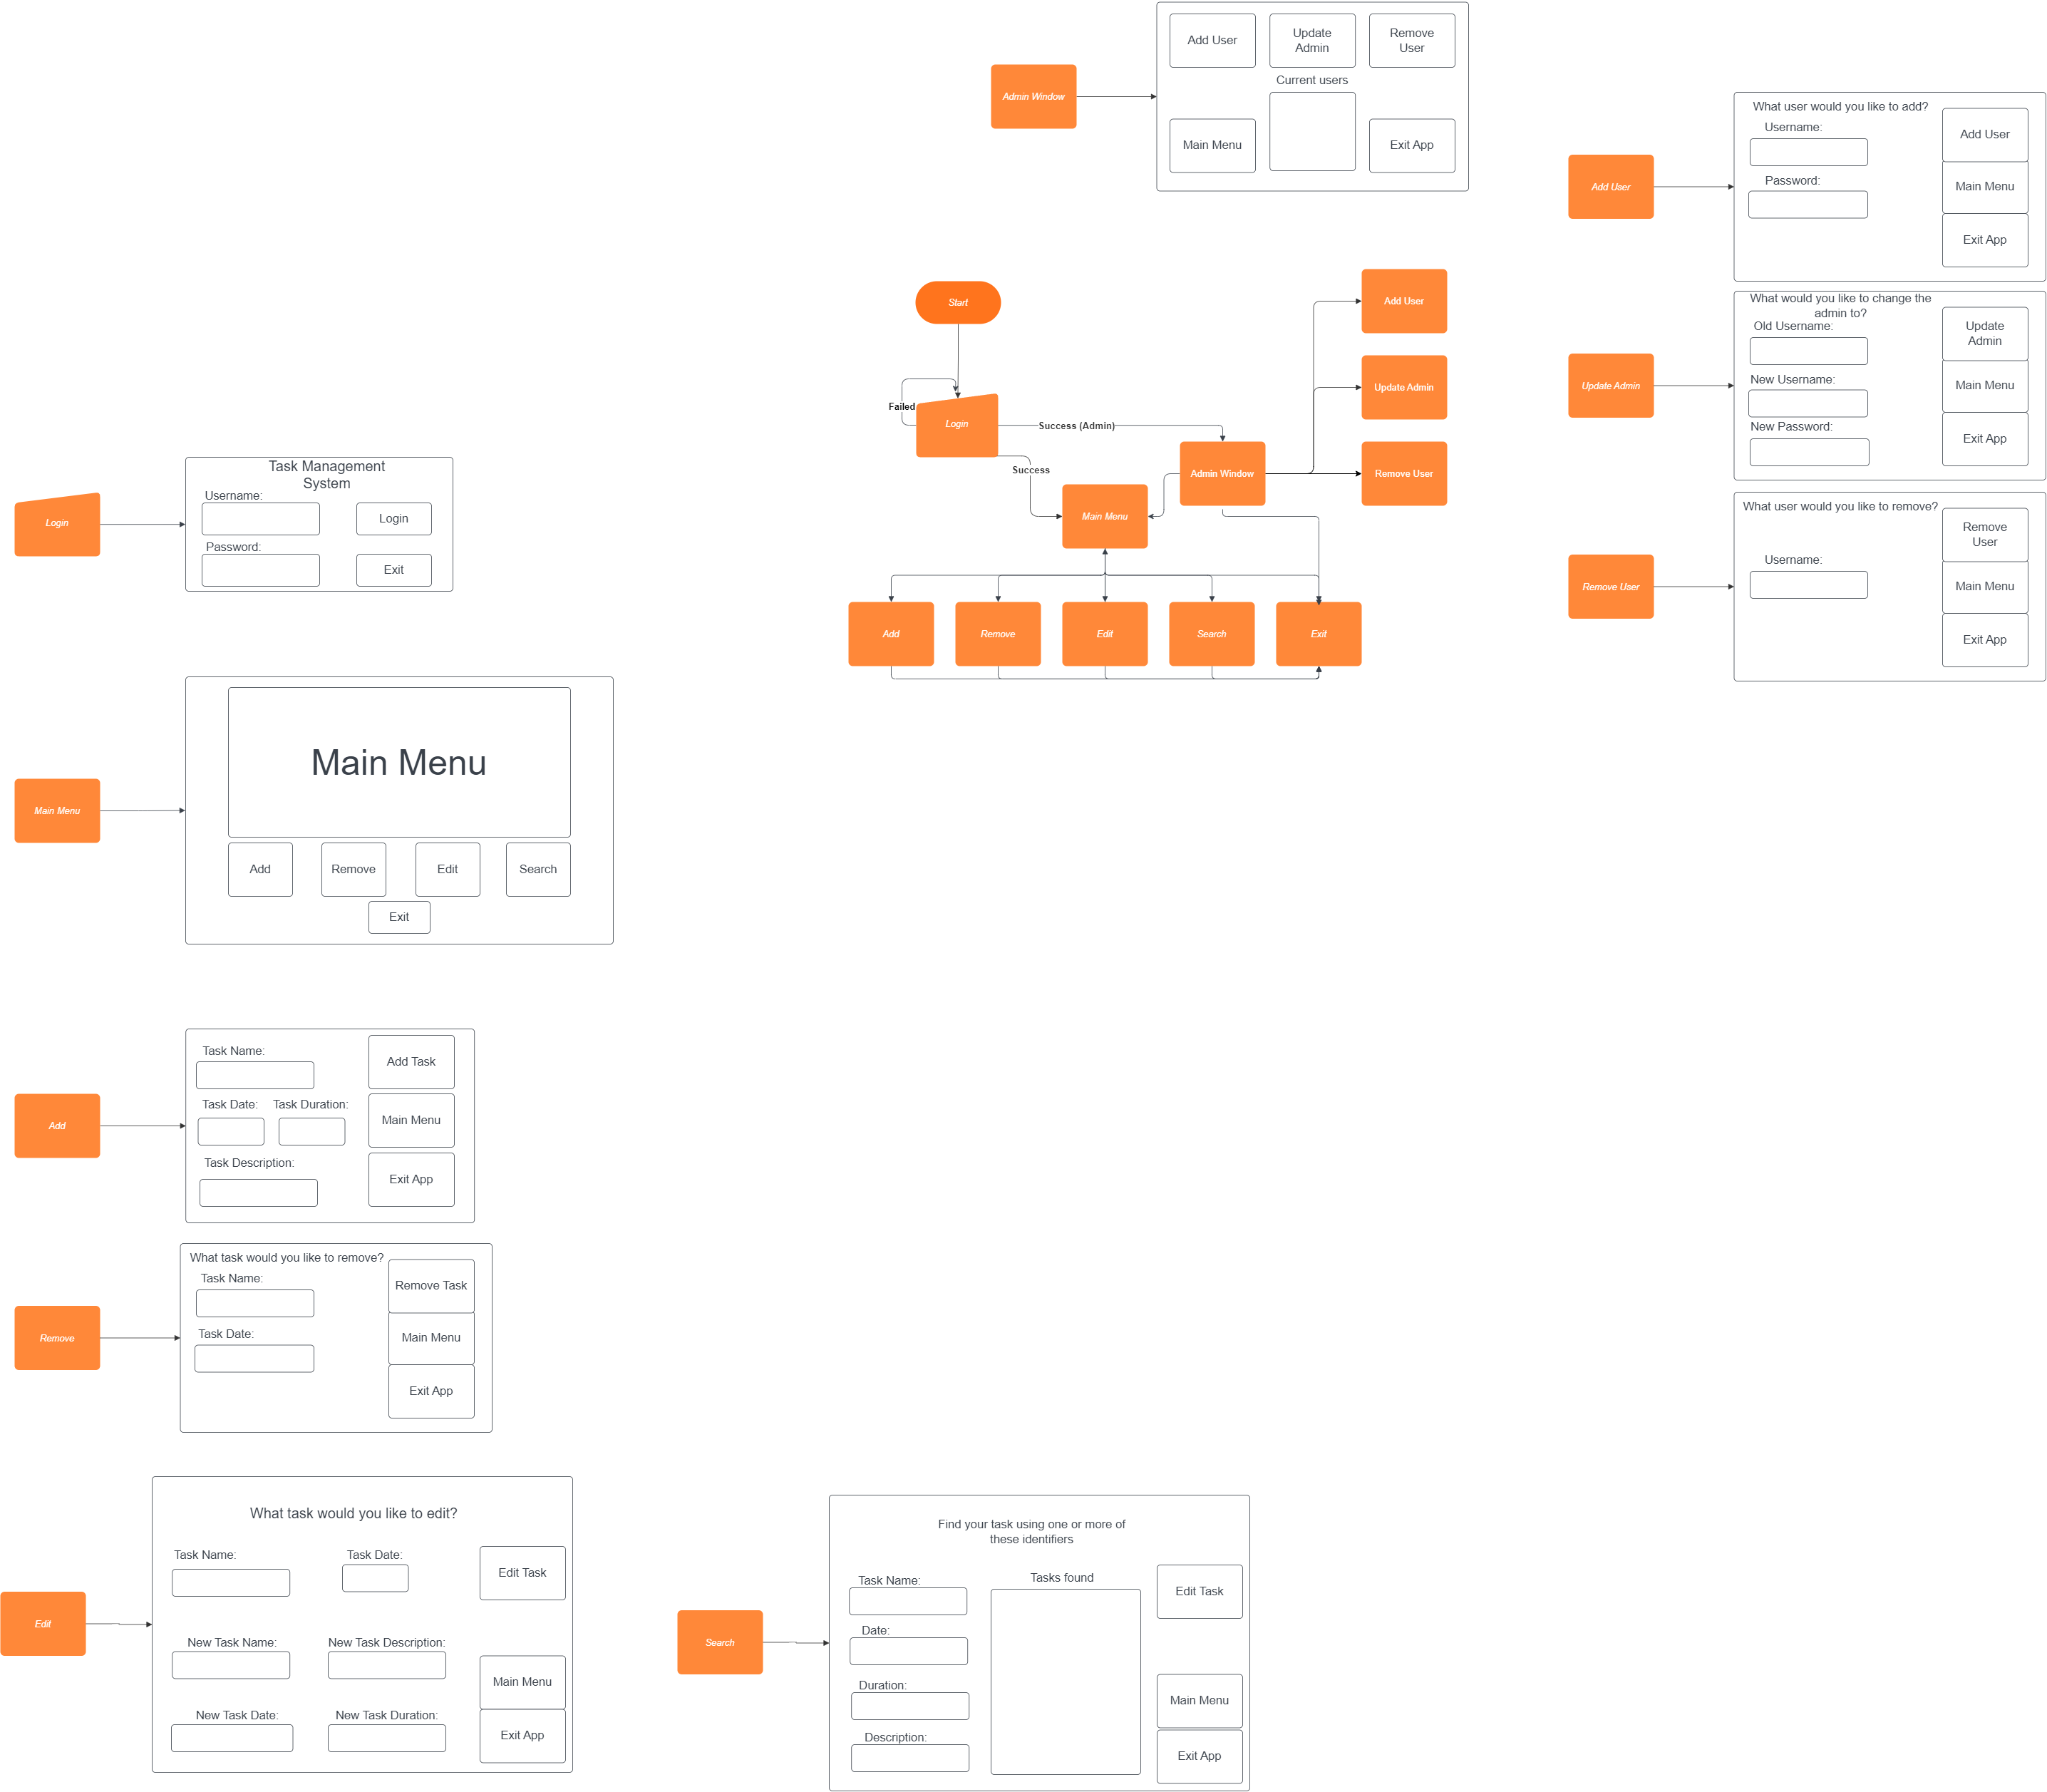 Add User
Update
Admin
Remove
User
Current users
Admin Window
Main Menu
Exit App
What user would you like to add?
Username:
Add User
Password:
Main Menu
Exit App
Add User
Start
Add User
What would you like to change the
admin to?
Old Username:
Update
Admin
New Username:
Main Menu
New Password:
Exit App
Update Admin
Update Admin
Failed
Login
Success (Admin)
Success
Admin Window
Remove User
Main Menu
Add
Remove
Edit
Search
Exit
What user would you like to remove?
Remove
User
Username:
Main Menu
Exit App
Remove User
Login
Task Management
System
Username:
Login
Password:
Exit
Main Menu
Main Menu
Add
Remove
Edit
Search
Exit
Add
Task Name:
Add Task
Task Date:
Task Duration:
Main Menu
Task Description:
Exit App
Remove
What task would you like to remove?
Task Name:
Remove Task
Task Date:
Main Menu
Exit App
Edit
What task would you like to edit?
Task Name:
Task Date:
Edit Task
New Task Name:
New Task Description:
Main Menu
New Task Date:
New Task Duration:
Exit App
Search
Find your task using one or more of
these identifiers
Task Name:
Tasks found
Edit Task
Date:
Duration:
Main Menu
Description:
Exit App